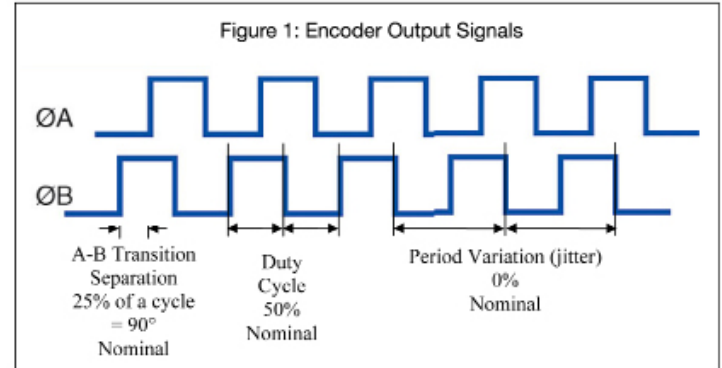 Figure 1: Encoder Output Signals
ØA
ØB
A-B Transition
Separation
25% of a cycle
= 90°
Nominal
Duty
Cycle
50%
Nominal
Period Variation (jitter)
0%
Nominal